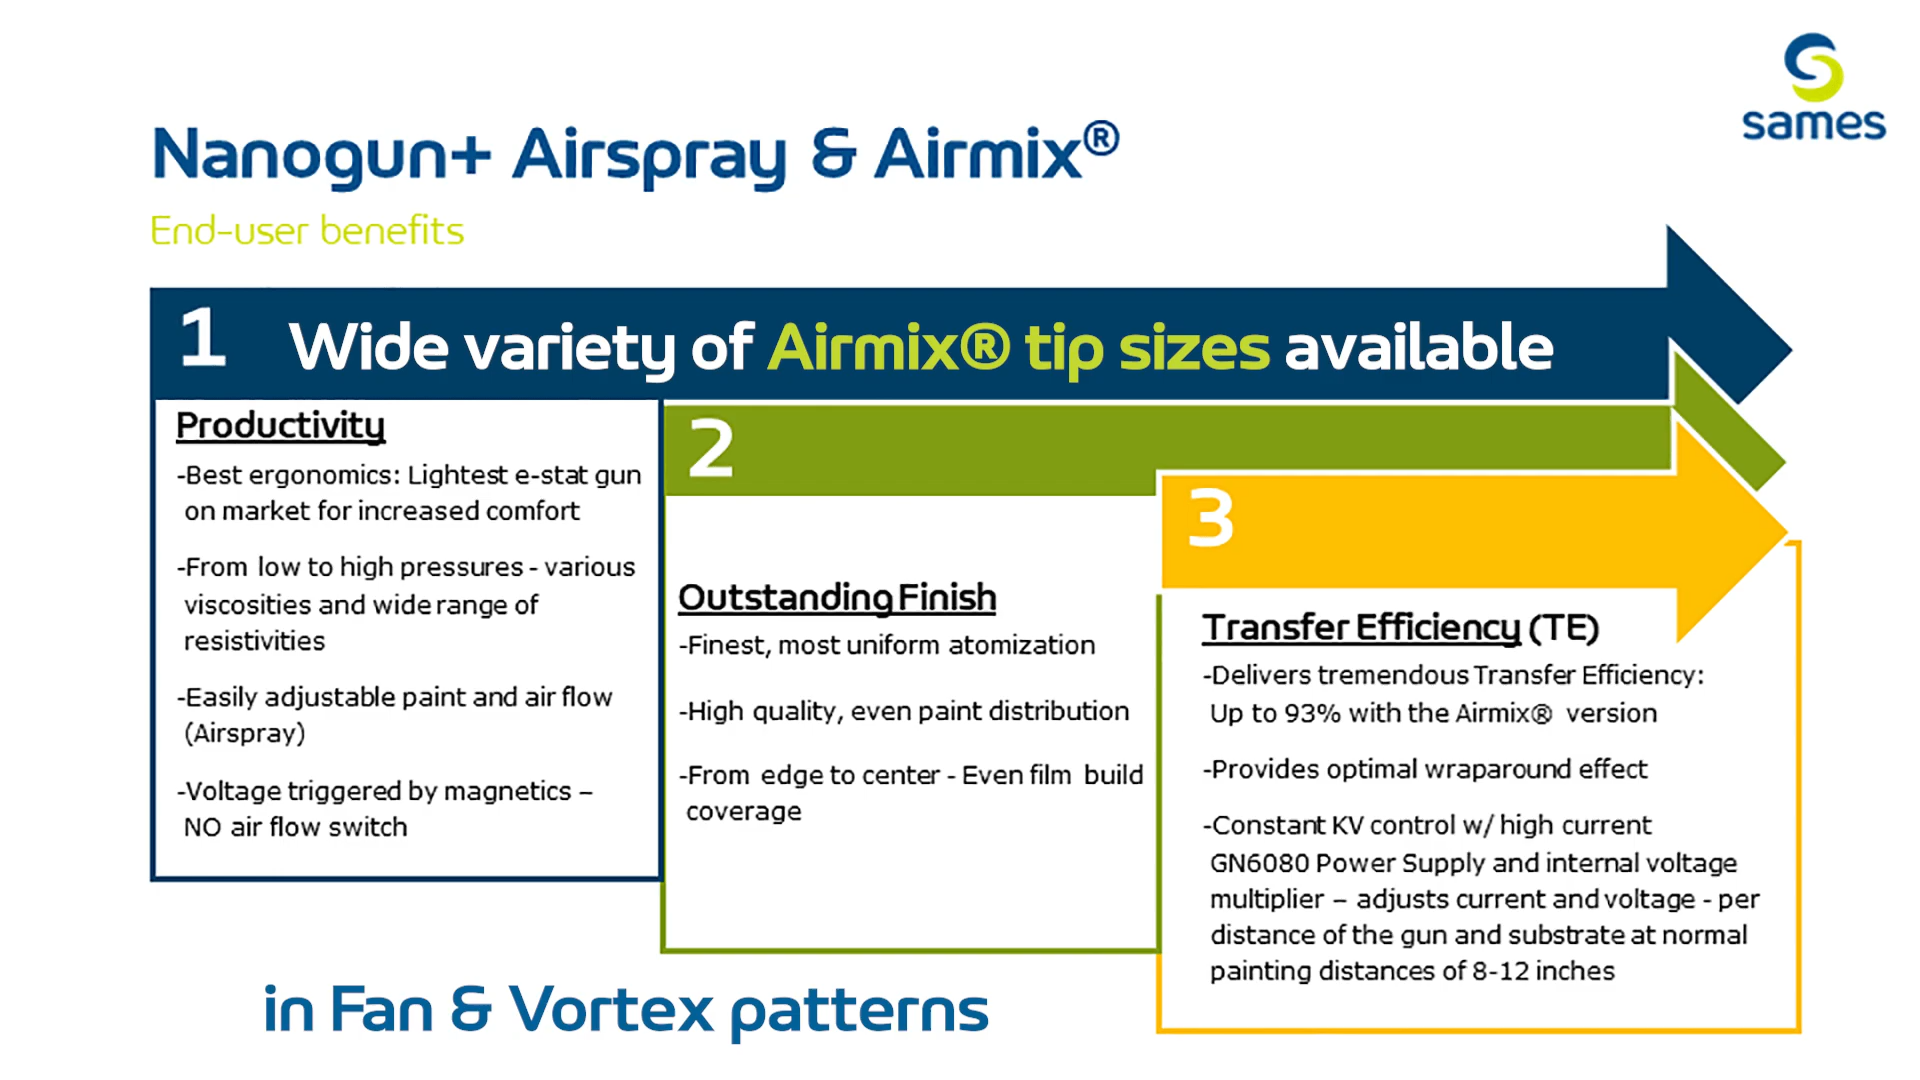 sames
Nanogun+ Airspray & Airmix®
End-user benefits
1 Wide variety of Airmix® tip sizes available
Productivity
-Best ergonomics: Lightest e-stat gun
on market for increased comfort
-From low to high pressures - various
viscosities and wide range of
resistivities
-Easily adjustable paint and air flow
(Airspray)
-Voltage triggered by magnetics –
NO air flow switch
2
Outstanding Finish
-Finest, most uniform atomization
-High quality, even paint distribution
-From edge to center - Even film build
coverage
3
Transfer Efficiency (TE)
-Delivers tremendous Transfer Efficiency:
Up to 93% with the Airmix® version
-Provides optimal wraparound effect
-Constant KV control w/ high current
GN6080 Power Supply and internal voltage
multiplier – adjusts current and voltage - per
distance of the gun and substrate at normal
painting distances of 8-12 inches
in Fan & Vortex patterns